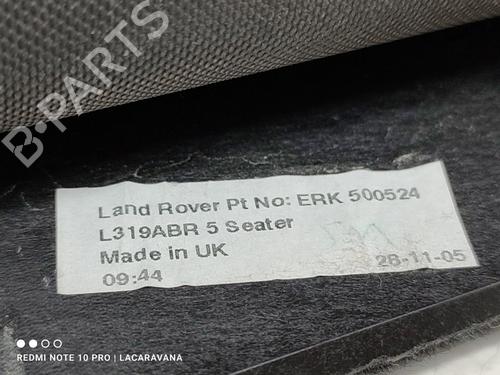 B-PARTS
Land Rover Pt No: ERK 500524
L319ABR 5 Seater
Made in UK
09:44 28-11-05
REDMI NOTE 10 PRO | LACARAVANA